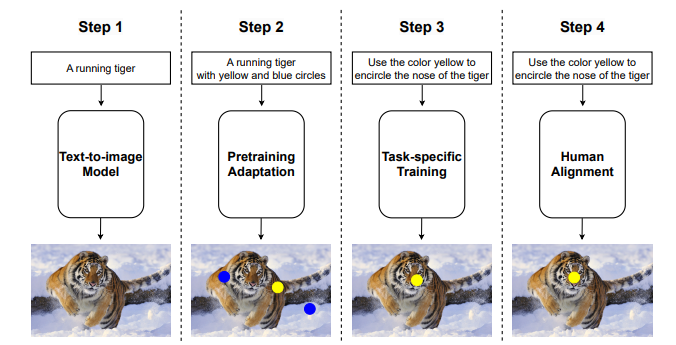 Step 1
Step 2
Step 3
Step 4
A running tiger
A running tiger
with yellow and blue circles
Use the color yellow to
encircle the nose of the tiger
Use the color yellow to
encircle the nose of the tiger
Text-to-image
Model
Pretraining
Adaptation
Task-specific
Training
Human
Alignment